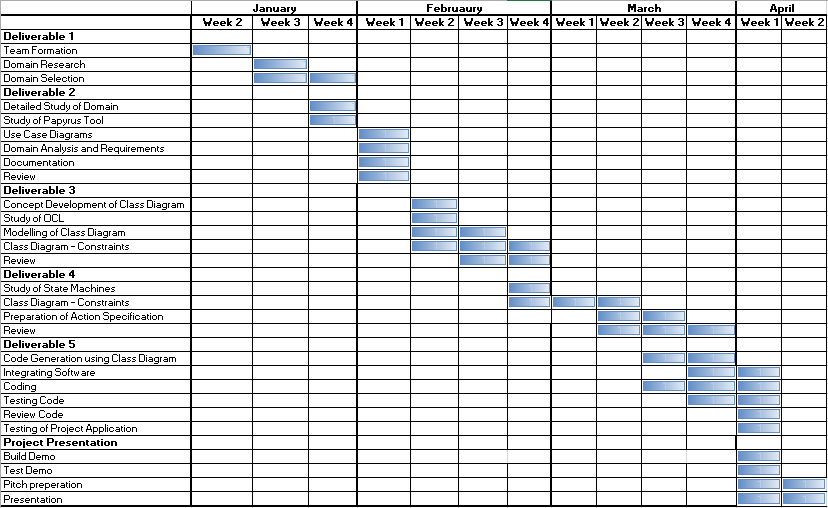 January Februaury March April
Week 2 Week 3 Week 4 Week 1 Week 2 Week 3 Week 4 Week 1 Week 2 Week 3 Week 4 Week 1 Week 2
Deliverable 1
Team Formation
Domain Research
Domain Selection
Deliverable 2
Detailed Study of Domain
Study of Papyrus Tool
Use Case Diagrams
Domain Analysis and Requirements
Documentation
Review
Deliverable 3
Concept Development of Class Diagram
Study of OCL
Modelling of Class Diagram
Class Diagram - Constraints
Review
Deliverable 4
Study of State Machines
Class Diagram - Constraints
Preparation of Action Specification
Review
Deliverable 5
Code Generation using Class Diagram
Integrating Software
Coding
Testing Code
Review Code
Testing of Project Application
Project Presentation
Build Demo
Test Demo
Pitch preperation
Presentation